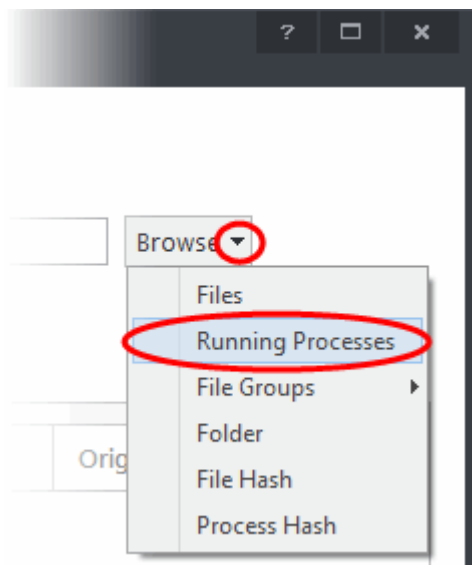 ?
Browse
Files
Running Processes
File Groups
Folder
Orig
File Hash
Process Hash